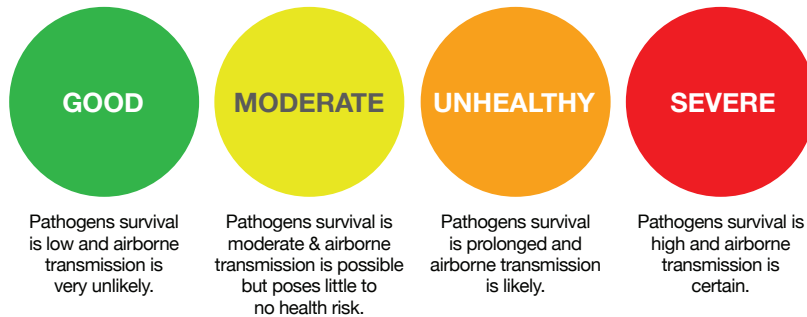 GOOD
MODERATE
UNHEALTHY
SEVERE
Pathogens survival
is low and airborne
transmission is
very unlikely.
Pathogens survival is
moderate & airborne
transmission is possible
but poses little to
no health risk.
Pathogens survival
is prolonged and
airborne transmission
is likely.
Pathogens survival is
high and airborne
transmission is
certain.